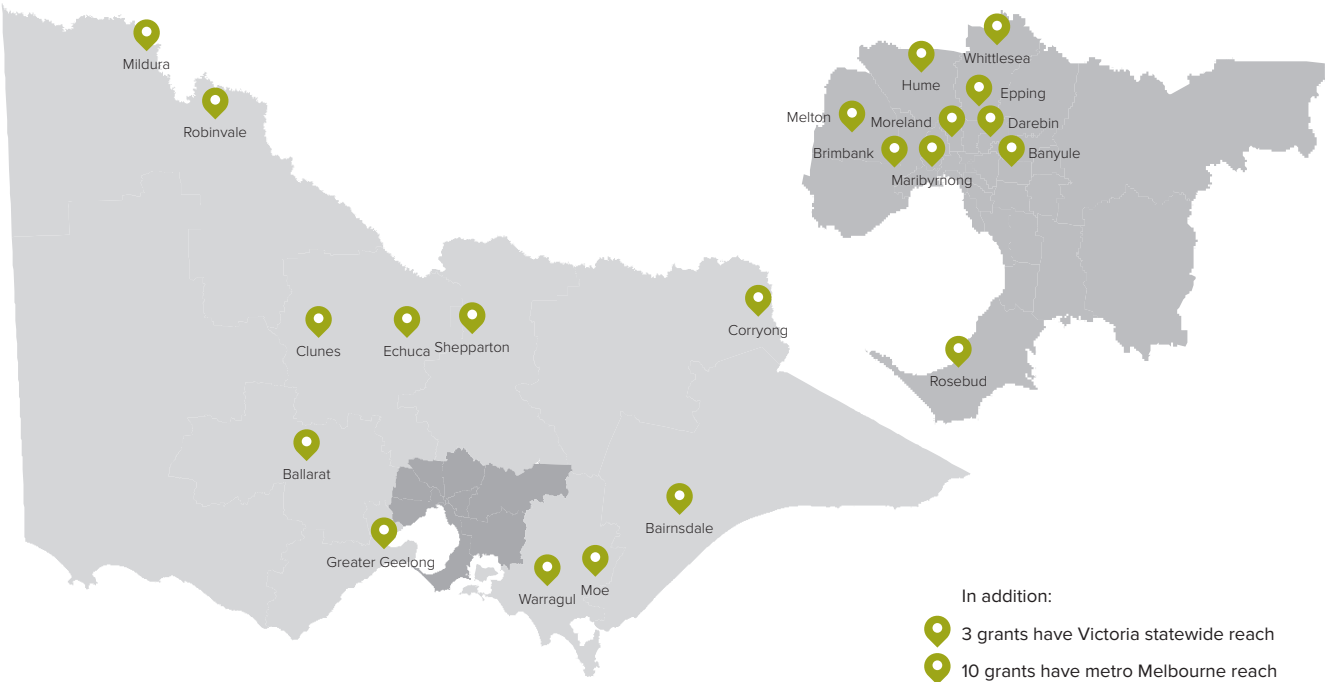 Mildura
Robinvale
Clunes
Echuca
Shepparton
Corryong
Ballarat
Bairnsdale
Greater Geelong
Warragul
Moe
Whittlesea
Hume
Epping
Melton
Moreland
Darebin
Brimbank
Banyule
Maribyrnong
Rosebud
In addition:
3 grants have Victoria statewide reach
10 grants have metro Melbourne reach